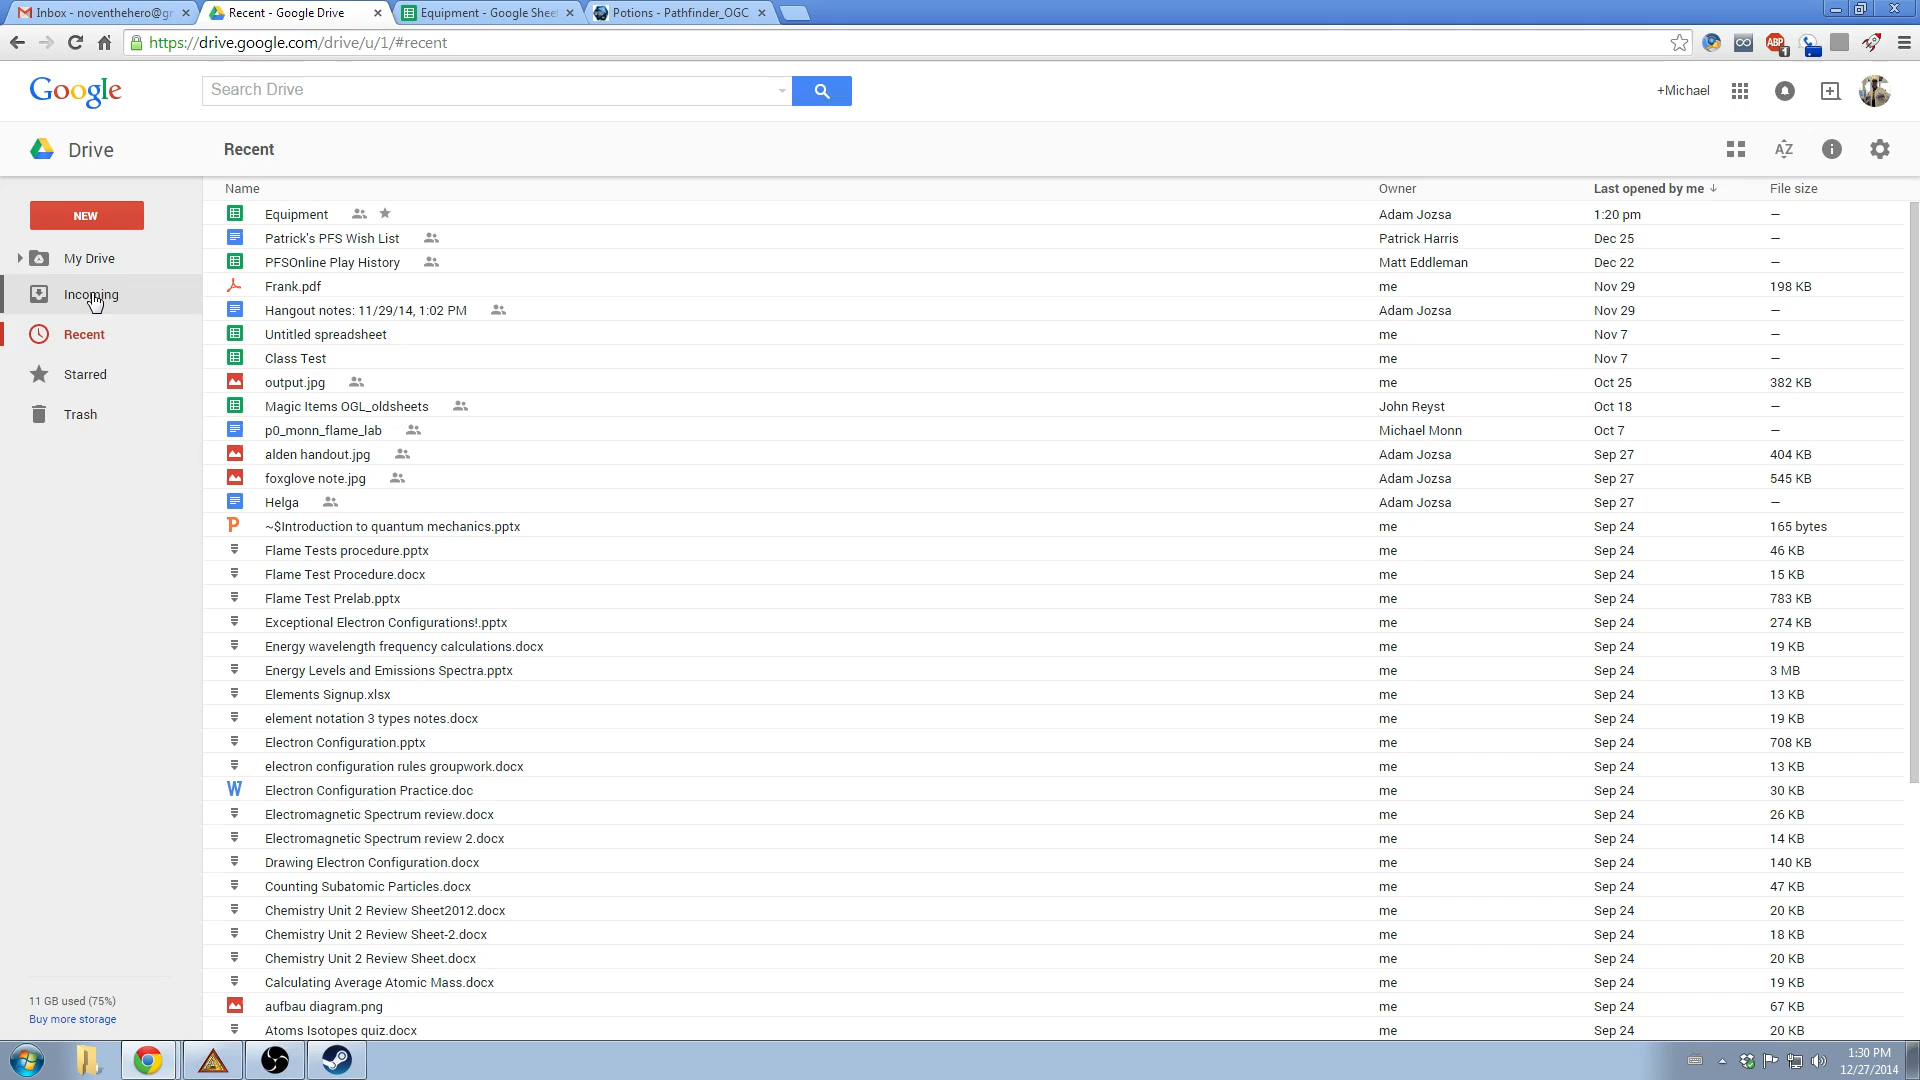 Inbox - noventhehero@gr
Recent - Google Drive
Equipment - Google Shee
Potions - Pathfinder_OGC
https://drive.google.com/drive/u/1/#recent
ABP
1
Google
Search Drive
+Michael
Drive
Recent
AZ
NEW
My Drive
Incoming
Recent
Starred
Trash
11 GB used (75%)
Buy more storage
Name Owner Last opened by me File size
Equipment Adam Jozsa 1:20 pm —
Patrick's PFS Wish List Patrick Harris Dec 25 —
PFSOnline Play History Matt Eddleman Dec 22 —
Frank.pdf me Nov 29 198 KB
Hangout notes: 11/29/14, 1:02 PM Adam Jozsa Nov 29 —
Untitled spreadsheet me Nov 7 —
Class Test me Nov 7 —
output.jpg me Oct 25 382 KB
Magic Items OGL_oldsheets John Reyst Oct 18 —
p0_monn_flame_lab Michael Monn Oct 7 —
alden handout.jpg Adam Jozsa Sep 27 404 KB
foxglove note.jpg Adam Jozsa Sep 27 545 KB
Helga Adam Jozsa Sep 27 —
~$Introduction to quantum mechanics.pptx me Sep 24 165 bytes
Flame Tests procedure.pptx me Sep 24 46 KB
Flame Test Procedure.docx me Sep 24 15 KB
Flame Test Prelab.pptx me Sep 24 783 KB
Exceptional Electron Configurations!.pptx me Sep 24 274 KB
Energy wavelength frequency calculations.docx me Sep 24 19 KB
Energy Levels and Emissions Spectra.pptx me Sep 24 3 MB
Elements Signup.xlsx me Sep 24 13 KB
element notation 3 types notes.docx me Sep 24 19 KB
Electron Configuration.pptx me Sep 24 708 KB
electron configuration rules groupwork.docx me Sep 24 13 KB
Electron Configuration Practice.doc me Sep 24 30 KB
Electromagnetic Spectrum review.docx me Sep 24 26 KB
Electromagnetic Spectrum review 2.docx me Sep 24 14 KB
Drawing Electron Configuration.docx me Sep 24 140 KB
Counting Subatomic Particles.docx me Sep 24 47 KB
Chemistry Unit 2 Review Sheet2012.docx me Sep 24 20 KB
Chemistry Unit 2 Review Sheet-2.docx me Sep 24 18 KB
Chemistry Unit 2 Review Sheet.docx me Sep 24 20 KB
Calculating Average Atomic Mass.docx me Sep 24 19 KB
aufbau diagram.png me Sep 24 67 KB
Atoms Isotopes quiz.docx me Sep 24 20 KB
1:30 PM
12/27/2014